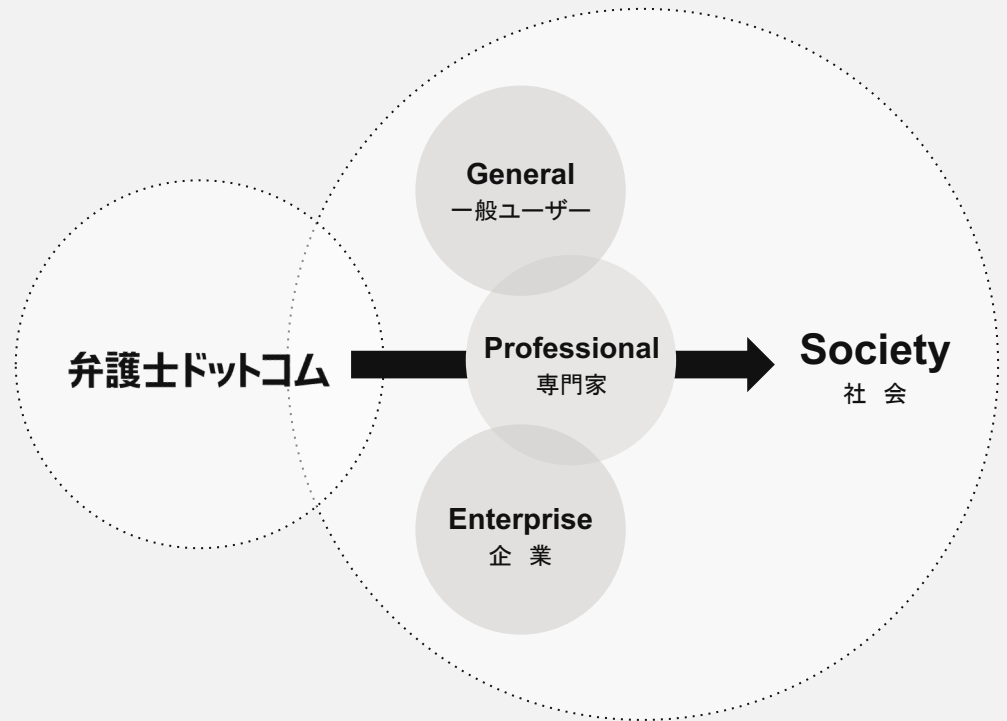 General
一般ユーザー
弁護士ドットコム
Professional
専門家
Society
社 会
Enterprise
企 業